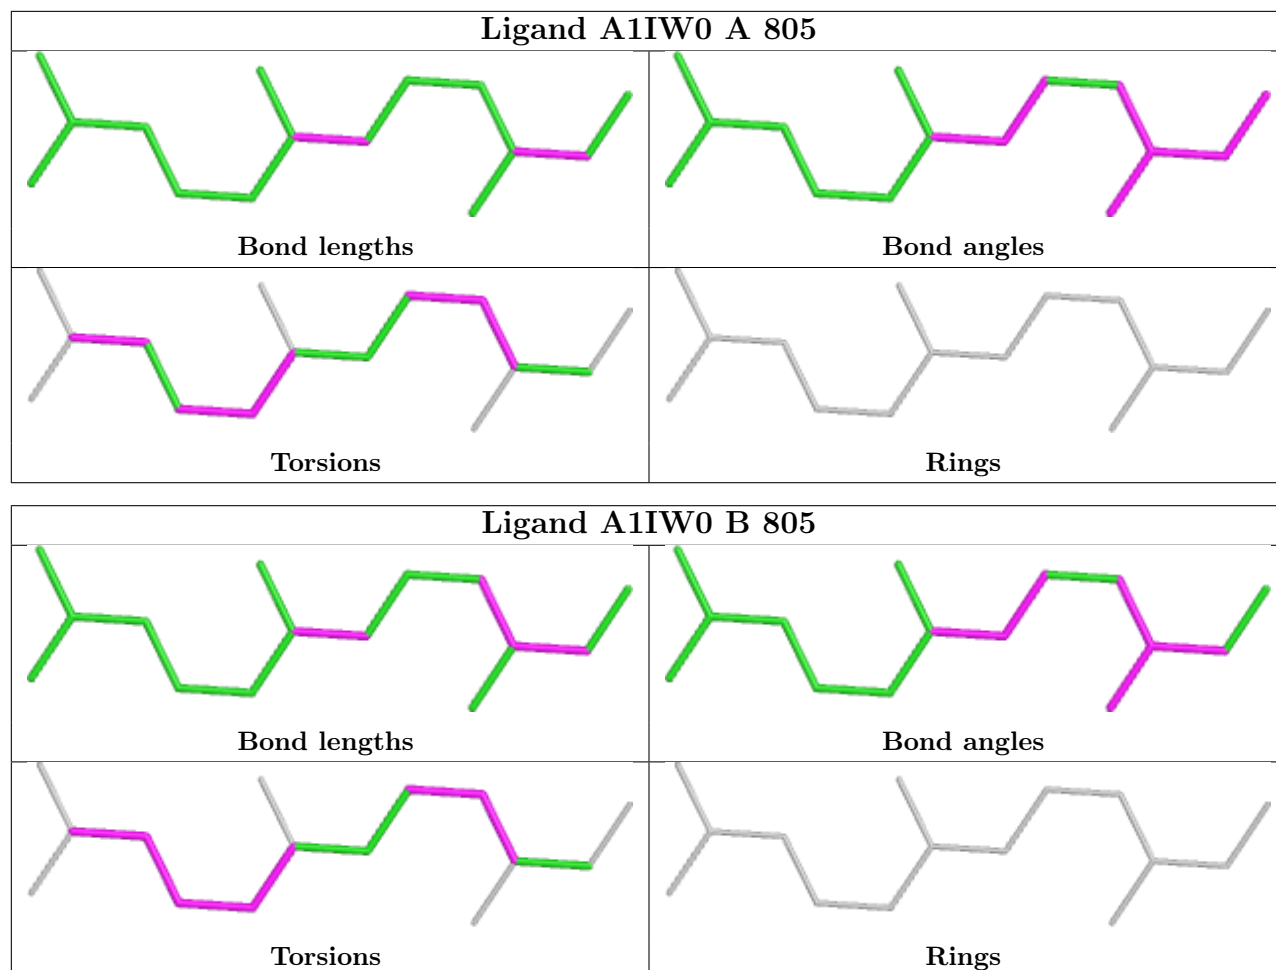 Ligand A1IW0 A 805
Bond lengths
Bond angles
Torsions
Rings
Ligand A1IW0 B 805
Bond lengths
Bond angles
Torsions
Rings